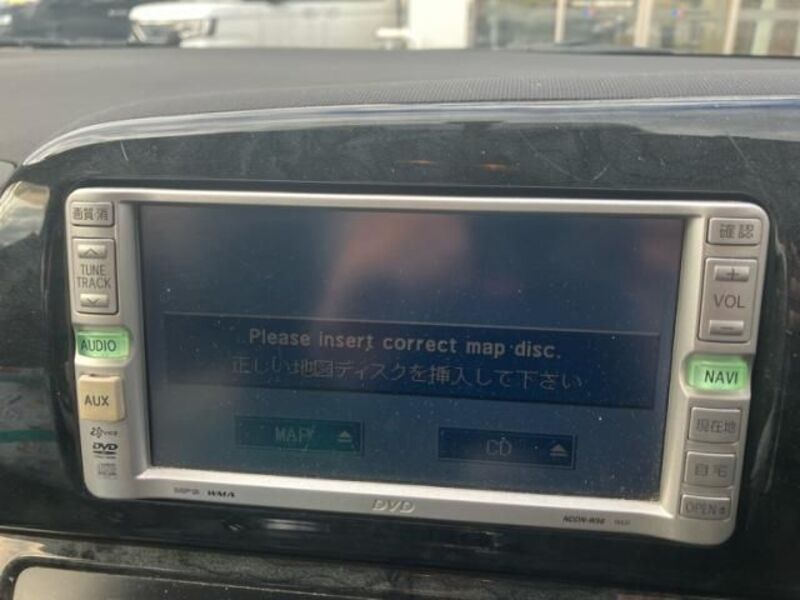 画質・消
TUNE
TRACK
AUDIO
AUX
DVD
MP3 WMA
Please insert correct map disc.
正しい地図ディスクを挿入して下さい
MAP
CD
DVD
確認
+
VOL
-
NAVI
現在地
自宅
OPEN